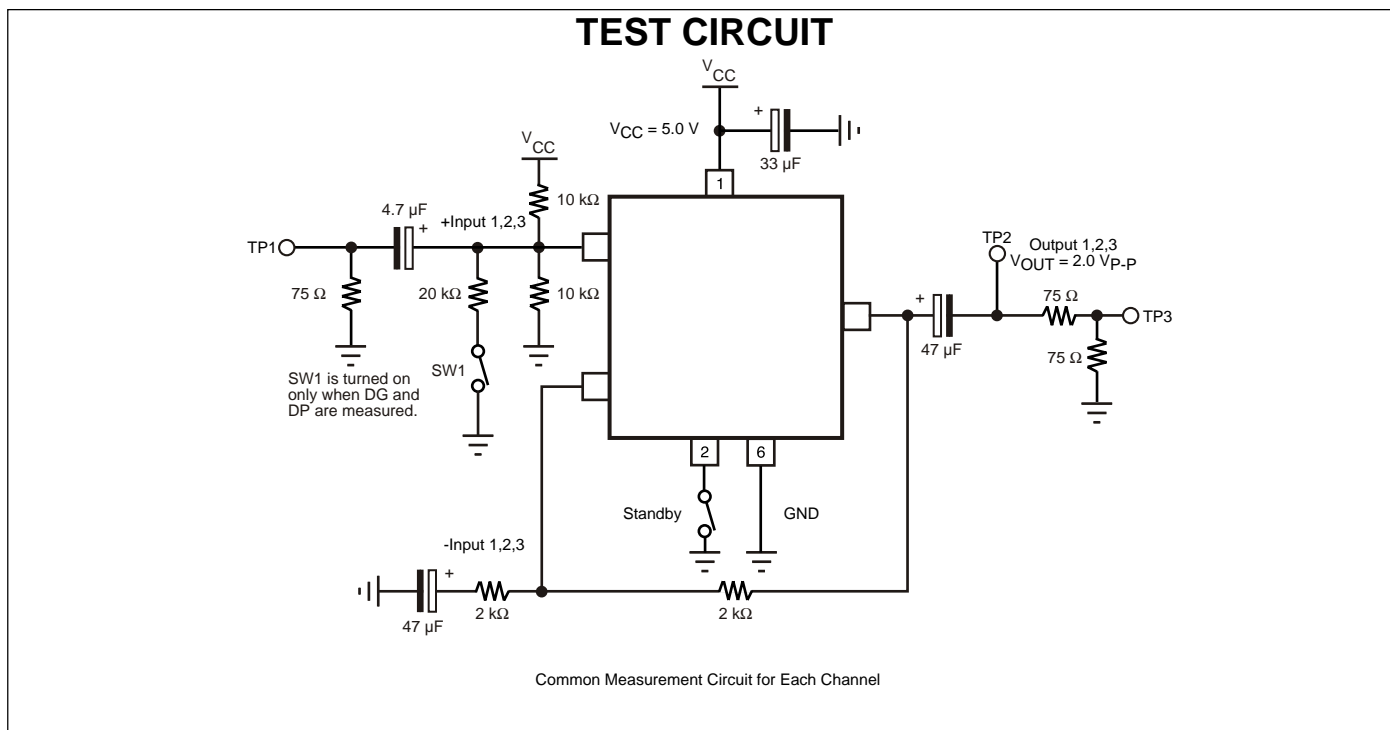 TEST CIRCUIT
VCC
VCC = 5.0 V
+
33 µF
1
VCC
10 kΩ
4.7 µF
+
+Input 1,2,3
TP1
75 Ω
20 kΩ
10 kΩ
SW1
SW1 is turned on
only when DG and
DP are measured.
TP2
Output 1,2,3
VOUT = 2.0 VP-P
+
47 µF
75 Ω
TP3
75 Ω
2
6
Standby
GND
-Input 1,2,3
+
47 µF
2 kΩ
2 kΩ
Common Measurement Circuit for Each Channel